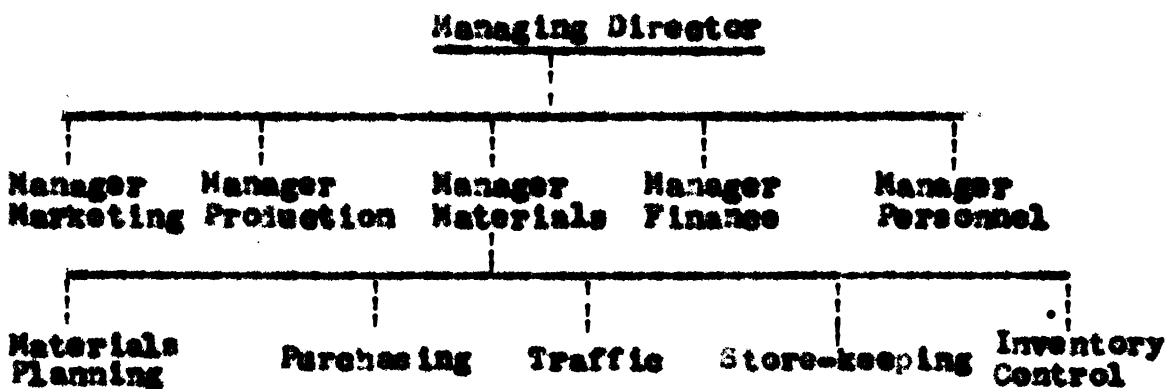 Managing Director
Manager Manager Manager Manager Manager
Marketing Production Materials Finance Personnel
Materials Planning
Purchasing Traffic Store-keeping
Inventory Control